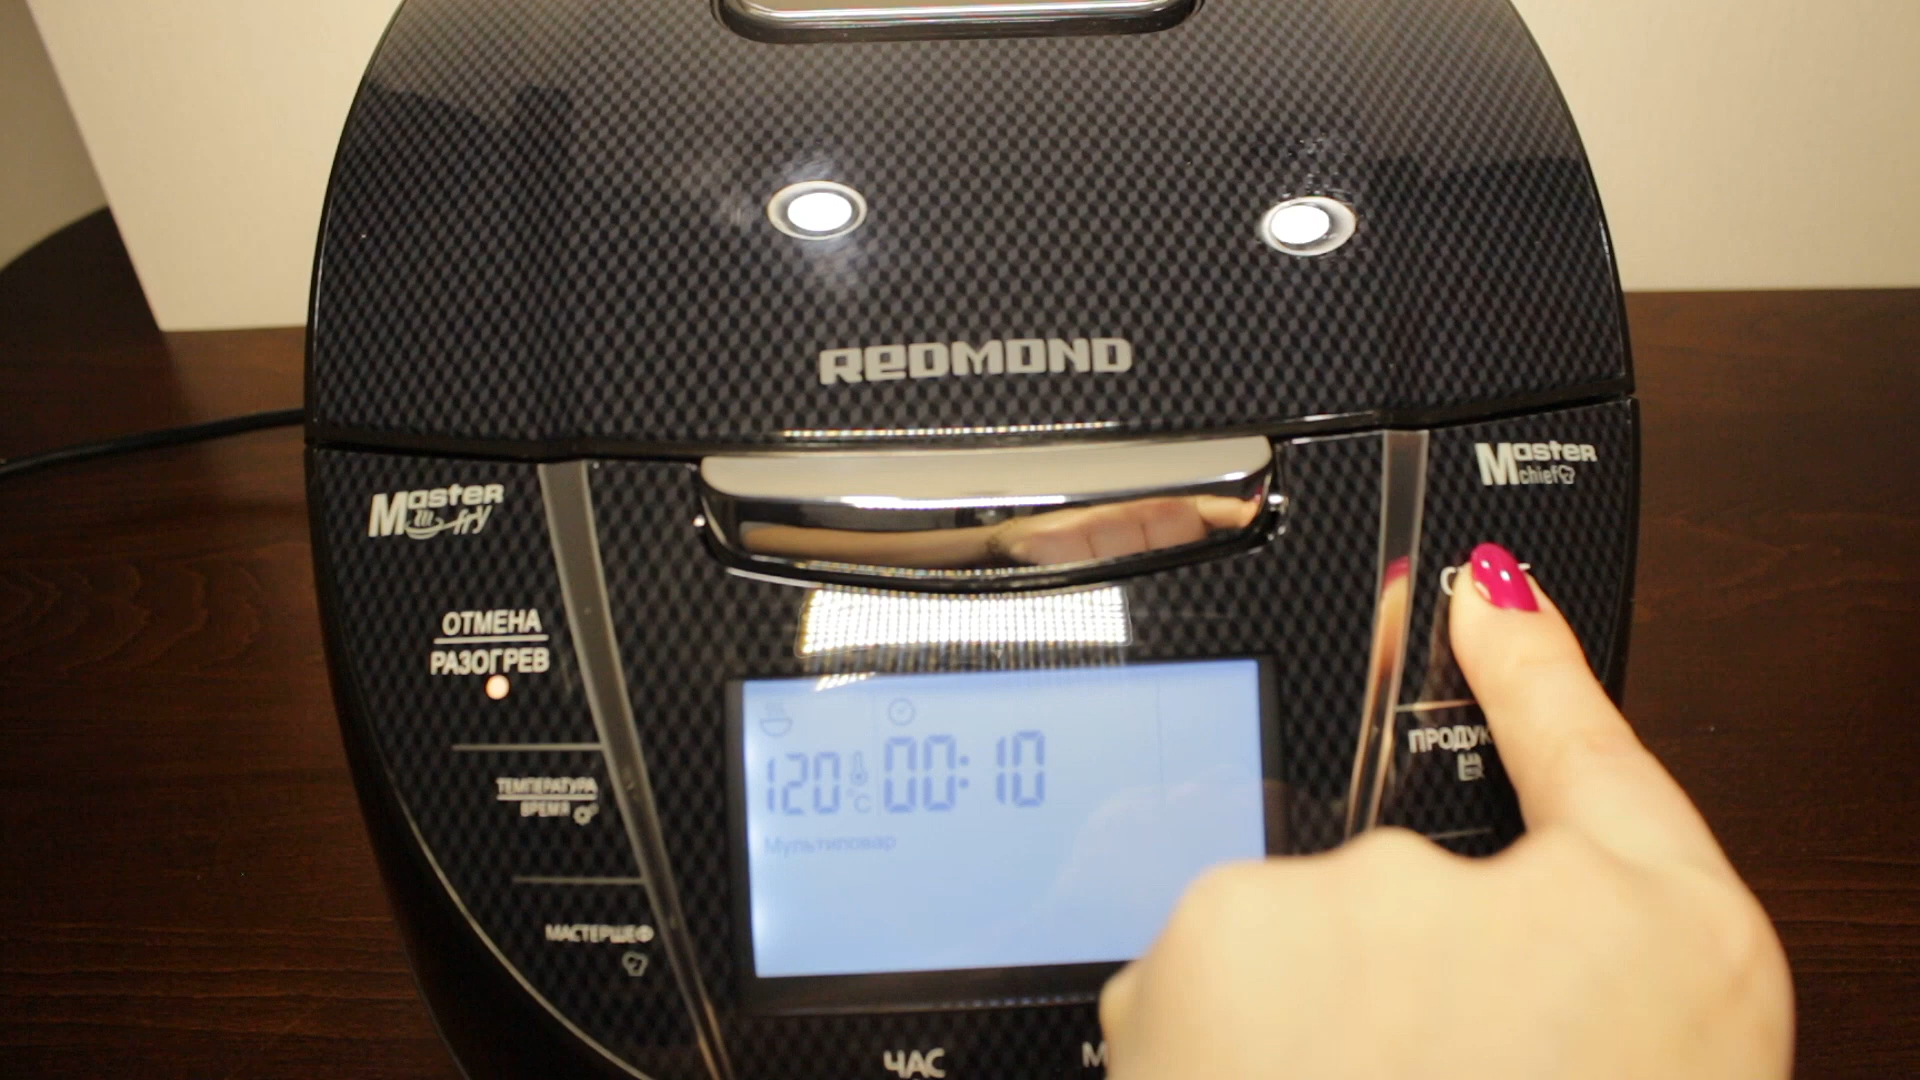 REDMOND
Master
fry
Master
chief
ОТМЕНА
РАЗОГРЕВ
ТЕМПЕРАТУРА
ВРЕМЯ
МАСТЕРШЕФ
120 °C 00:10
Мультиповар
ЧАС